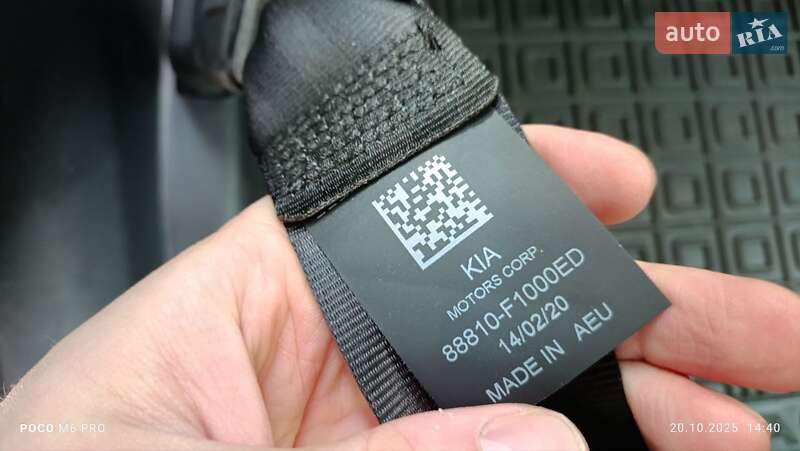 auto RIA
.com
KIA
MOTORS CORP.
88810-F1000ED
14/02/20
MADE IN AEU
POCO M6 PRO
20.10.2025 14:40